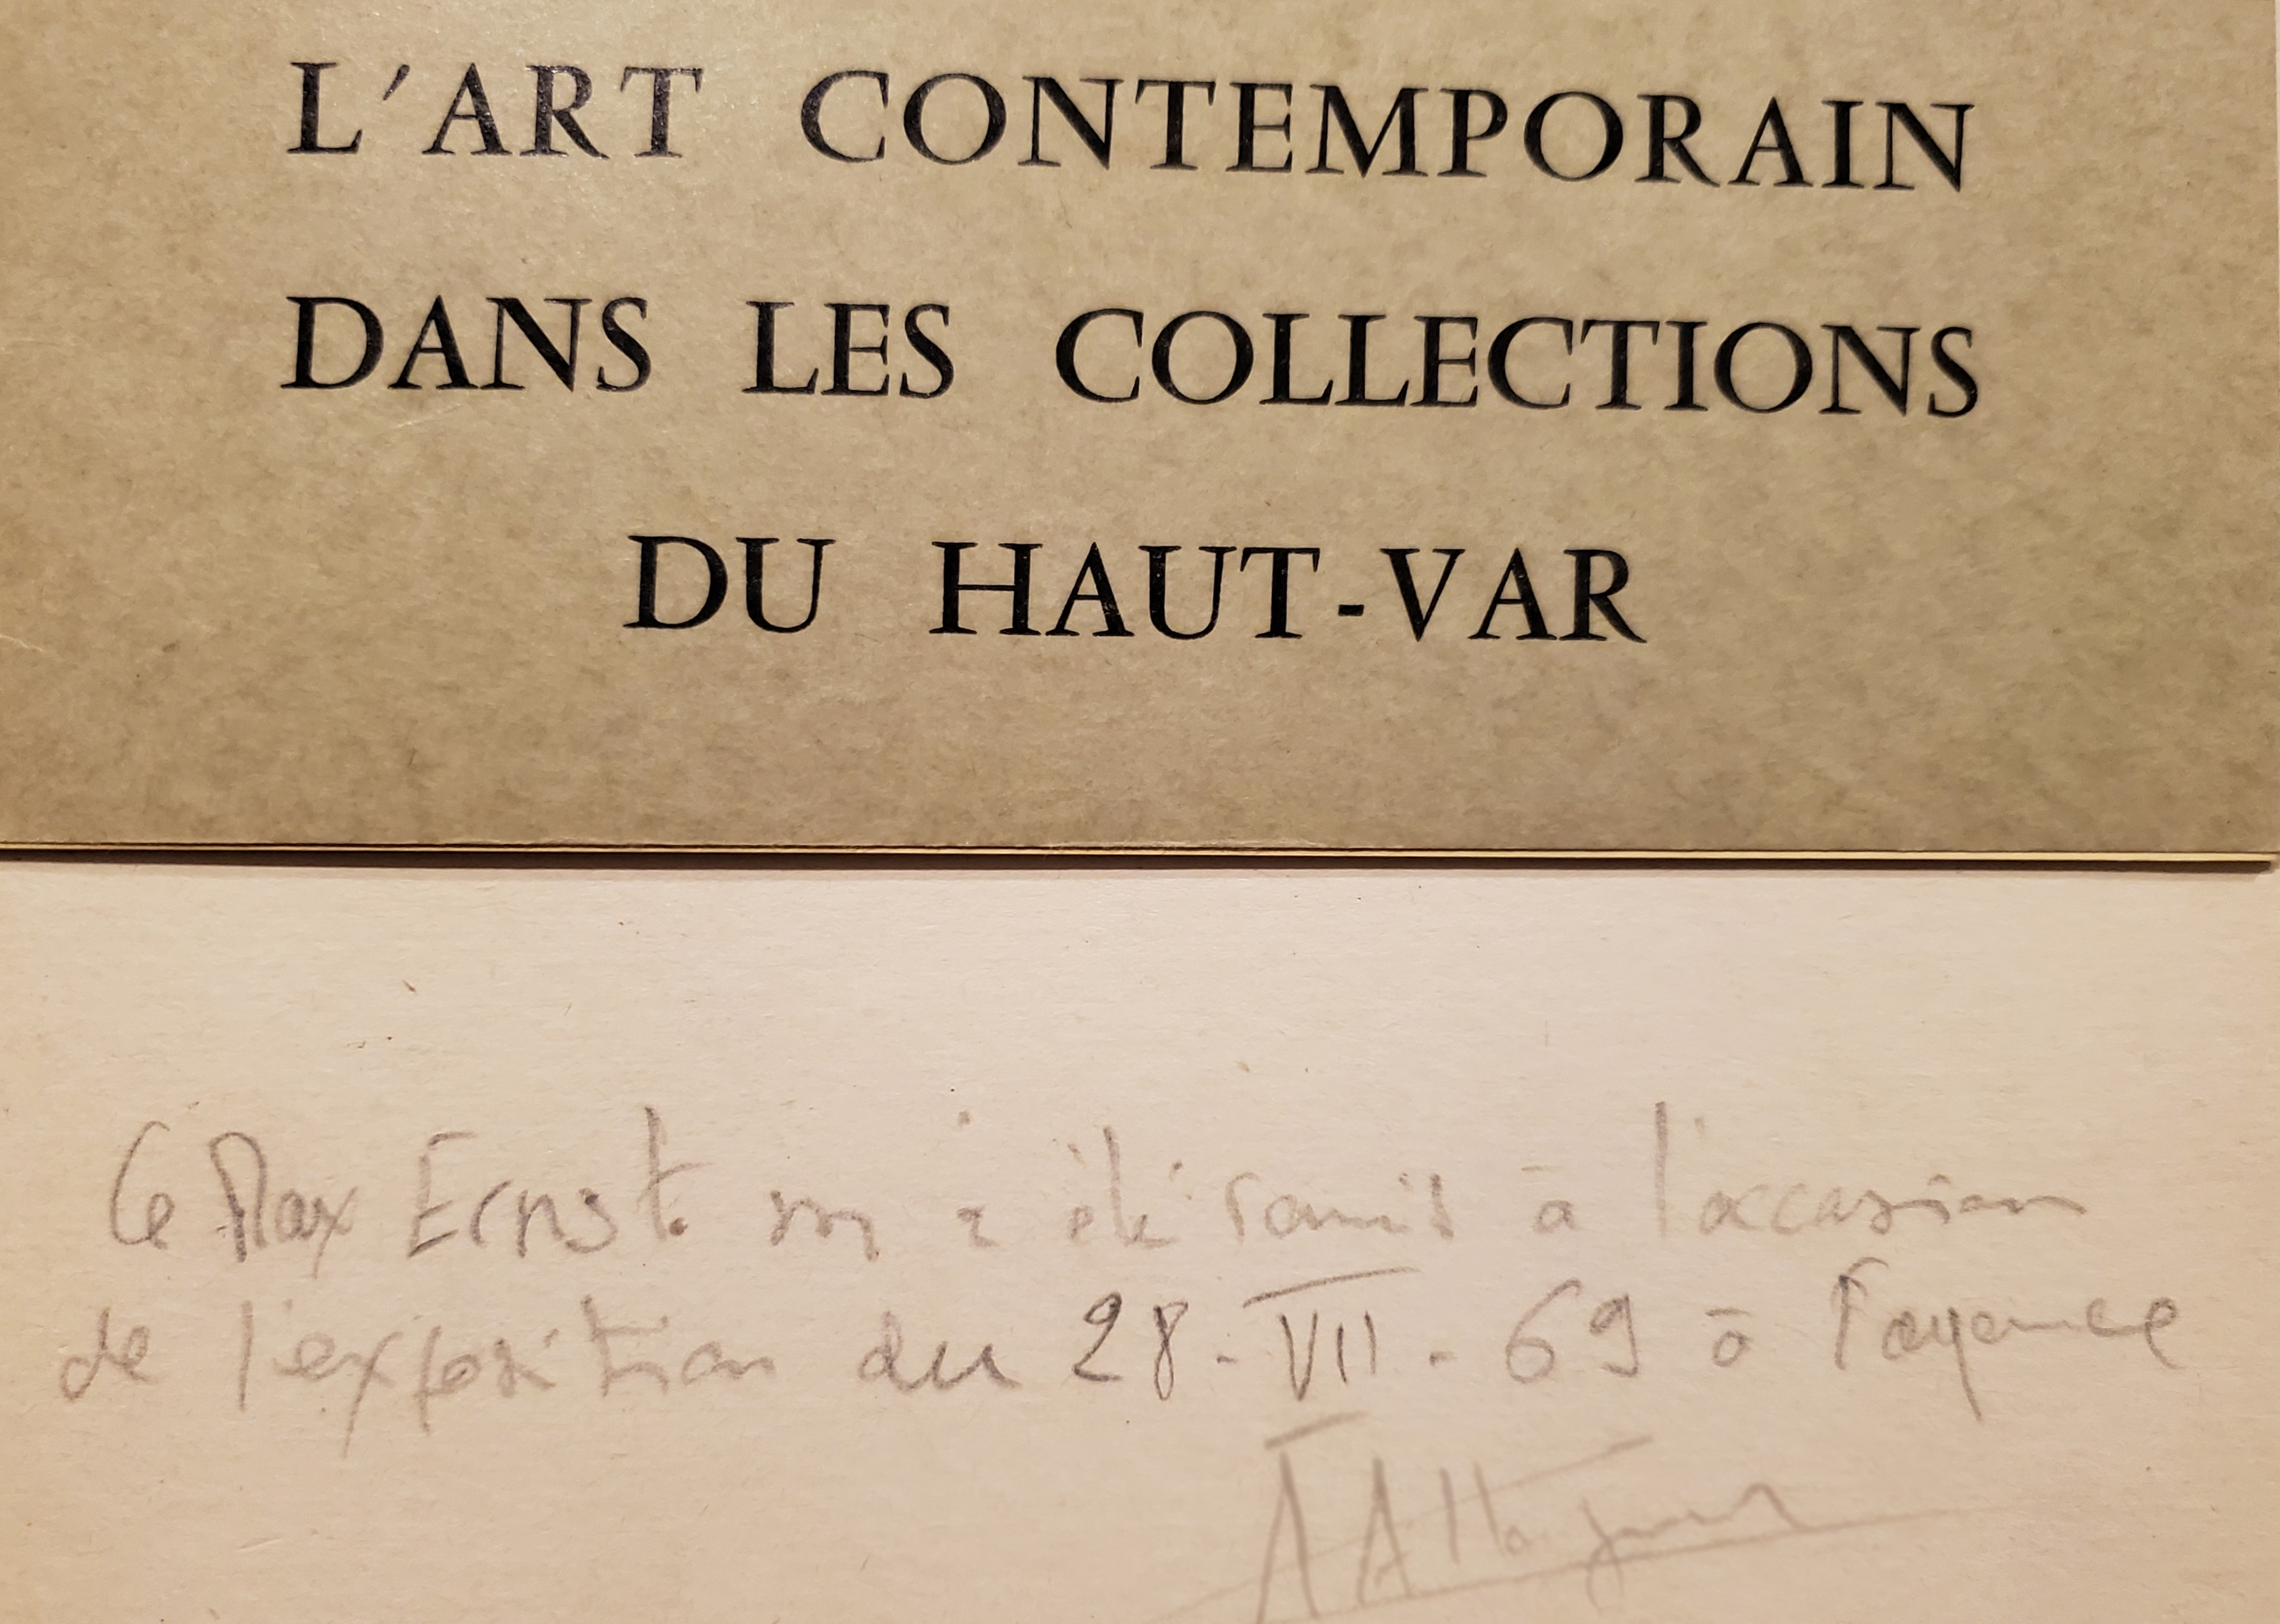 L'ART CONTEMPORAIN
DANS LES COLLECTIONS
DU HAUT-VAR
Ce Max Ernst m'a été remis à l'occasion
de l'exposition du 28-VII-69 à Fayence